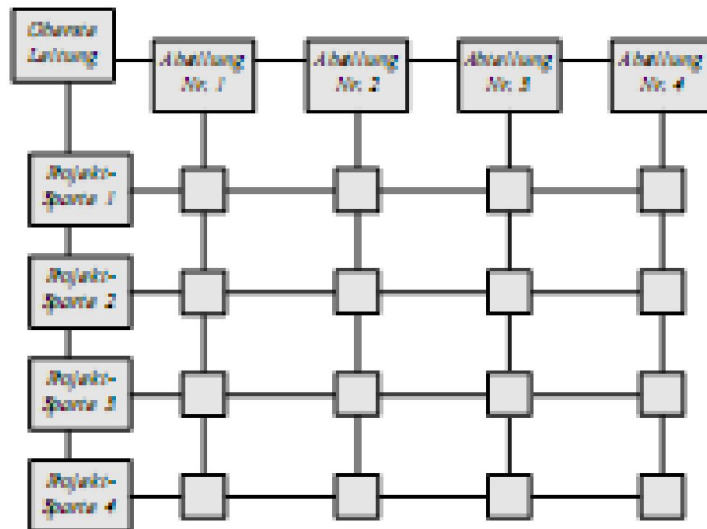 Oberste
Leitung
Abteilung
Nr. 1
Abteilung
Nr. 2
Abteilung
Nr. 3
Abteilung
Nr. 4
Projekt-
Sparte 1
Projekt-
Sparte 2
Projekt-
Sparte 3
Projekt-
Sparte 4